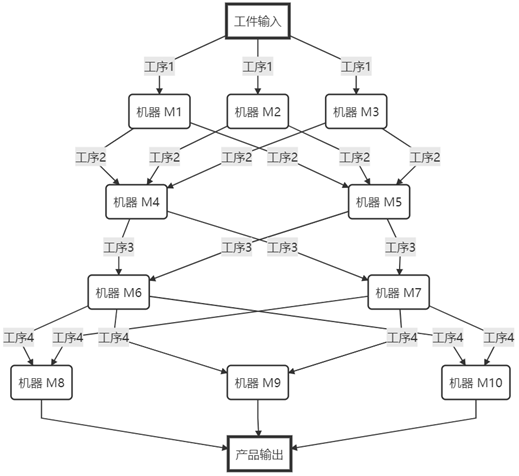 工件输入
工序1 工序1 工序1
机器 M1 机器 M2 机器 M3
工序2 工序2 工序2 工序2 工序2 工序2
机器 M4 机器 M5
工序3 工序3 工序3 工序3
机器 M6 机器 M7
工序4 工序4 工序4 工序4 工序4 工序4
机器 M8 机器 M9 机器 M10
产品输出